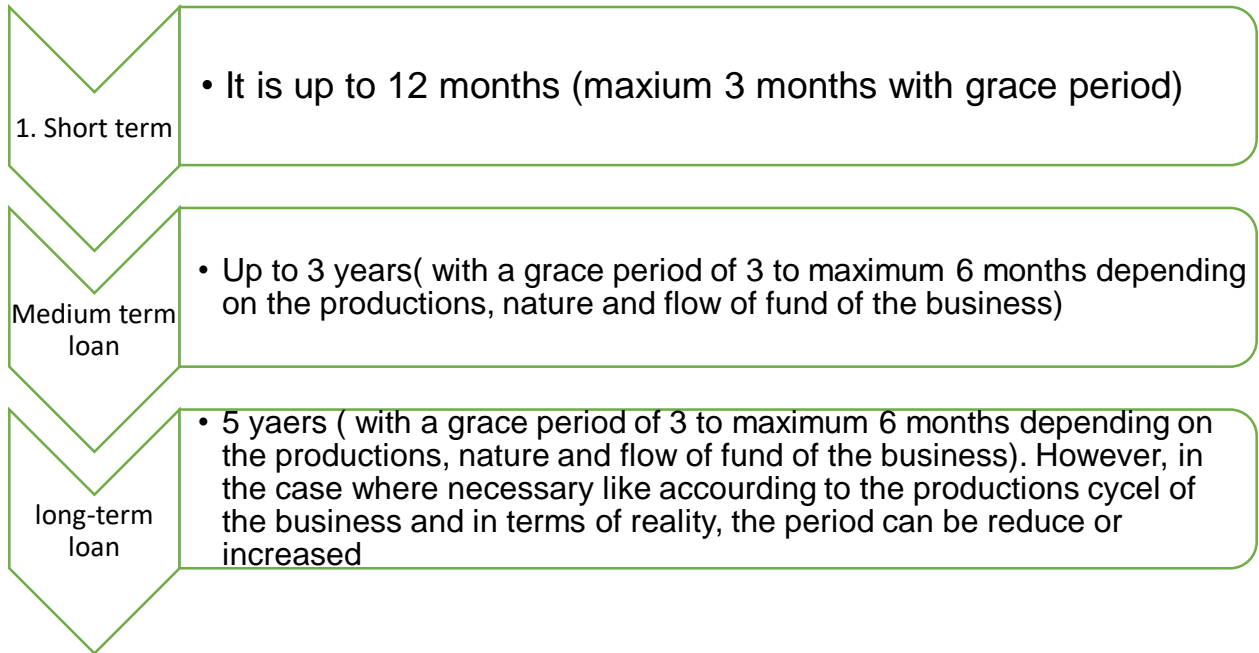 1. Short term
• It is up to 12 months (maxium 3 months with grace period)
Medium term
loan
• Up to 3 years( with a grace period of 3 to maximum 6 months depending
on the productions, nature and flow of fund of the business)
long-term
loan
• 5 yaers ( with a grace period of 3 to maximum 6 months depending on
the productions, nature and flow of fund of the business). However, in
the case where necessary like accourding to the productions cycel of
the business and in terms of reality, the period can be reduce or
increased